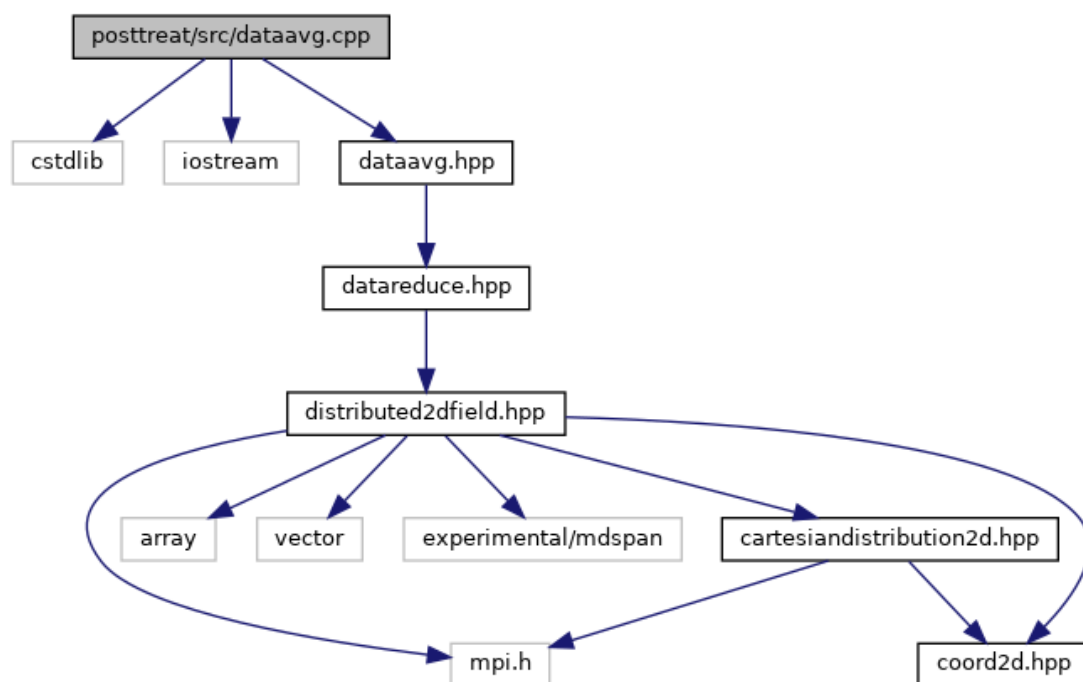 posttreat/src/dataavg.cpp
cstdlib
iostream
dataavg.hpp
datareduce.hpp
distributed2dfield.hpp
array
vector
experimental/mdspan
cartesiandistribution2d.hpp
mpi.h
coord2d.hpp